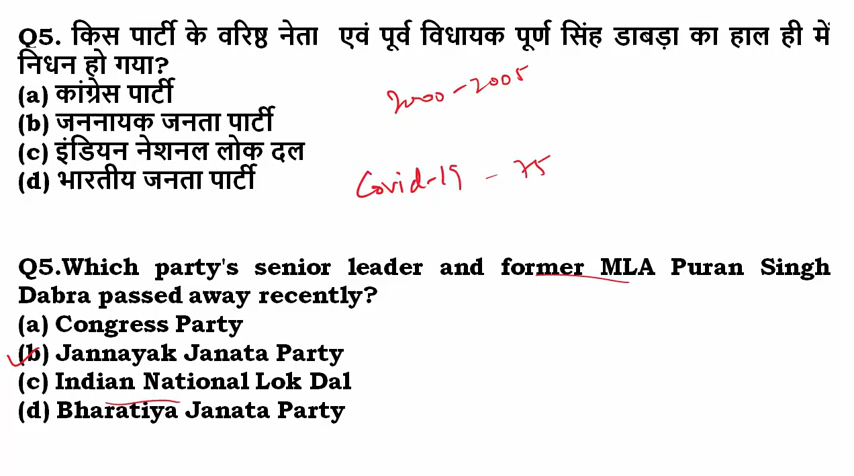 Q5. किस पार्टी के वरिष्ठ नेता एवं पूर्व विधायक पूर्ण सिंह डाबड़ा का हाल ही में
निधन हो गया?
(a) कांग्रेस पार्टी
2000-2005
(b) जननायक जनता पार्टी
(c) इंडियन नेशनल लोक दल
(d) भारतीय जनता पार्टी
Covid-19 - 75
Q5.Which party's senior leader and former MLA Puran Singh
Dabra passed away recently?
(a) Congress Party
(b) Jannayak Janata Party
(c) Indian National Lok Dal
(d) Bharatiya Janata Party